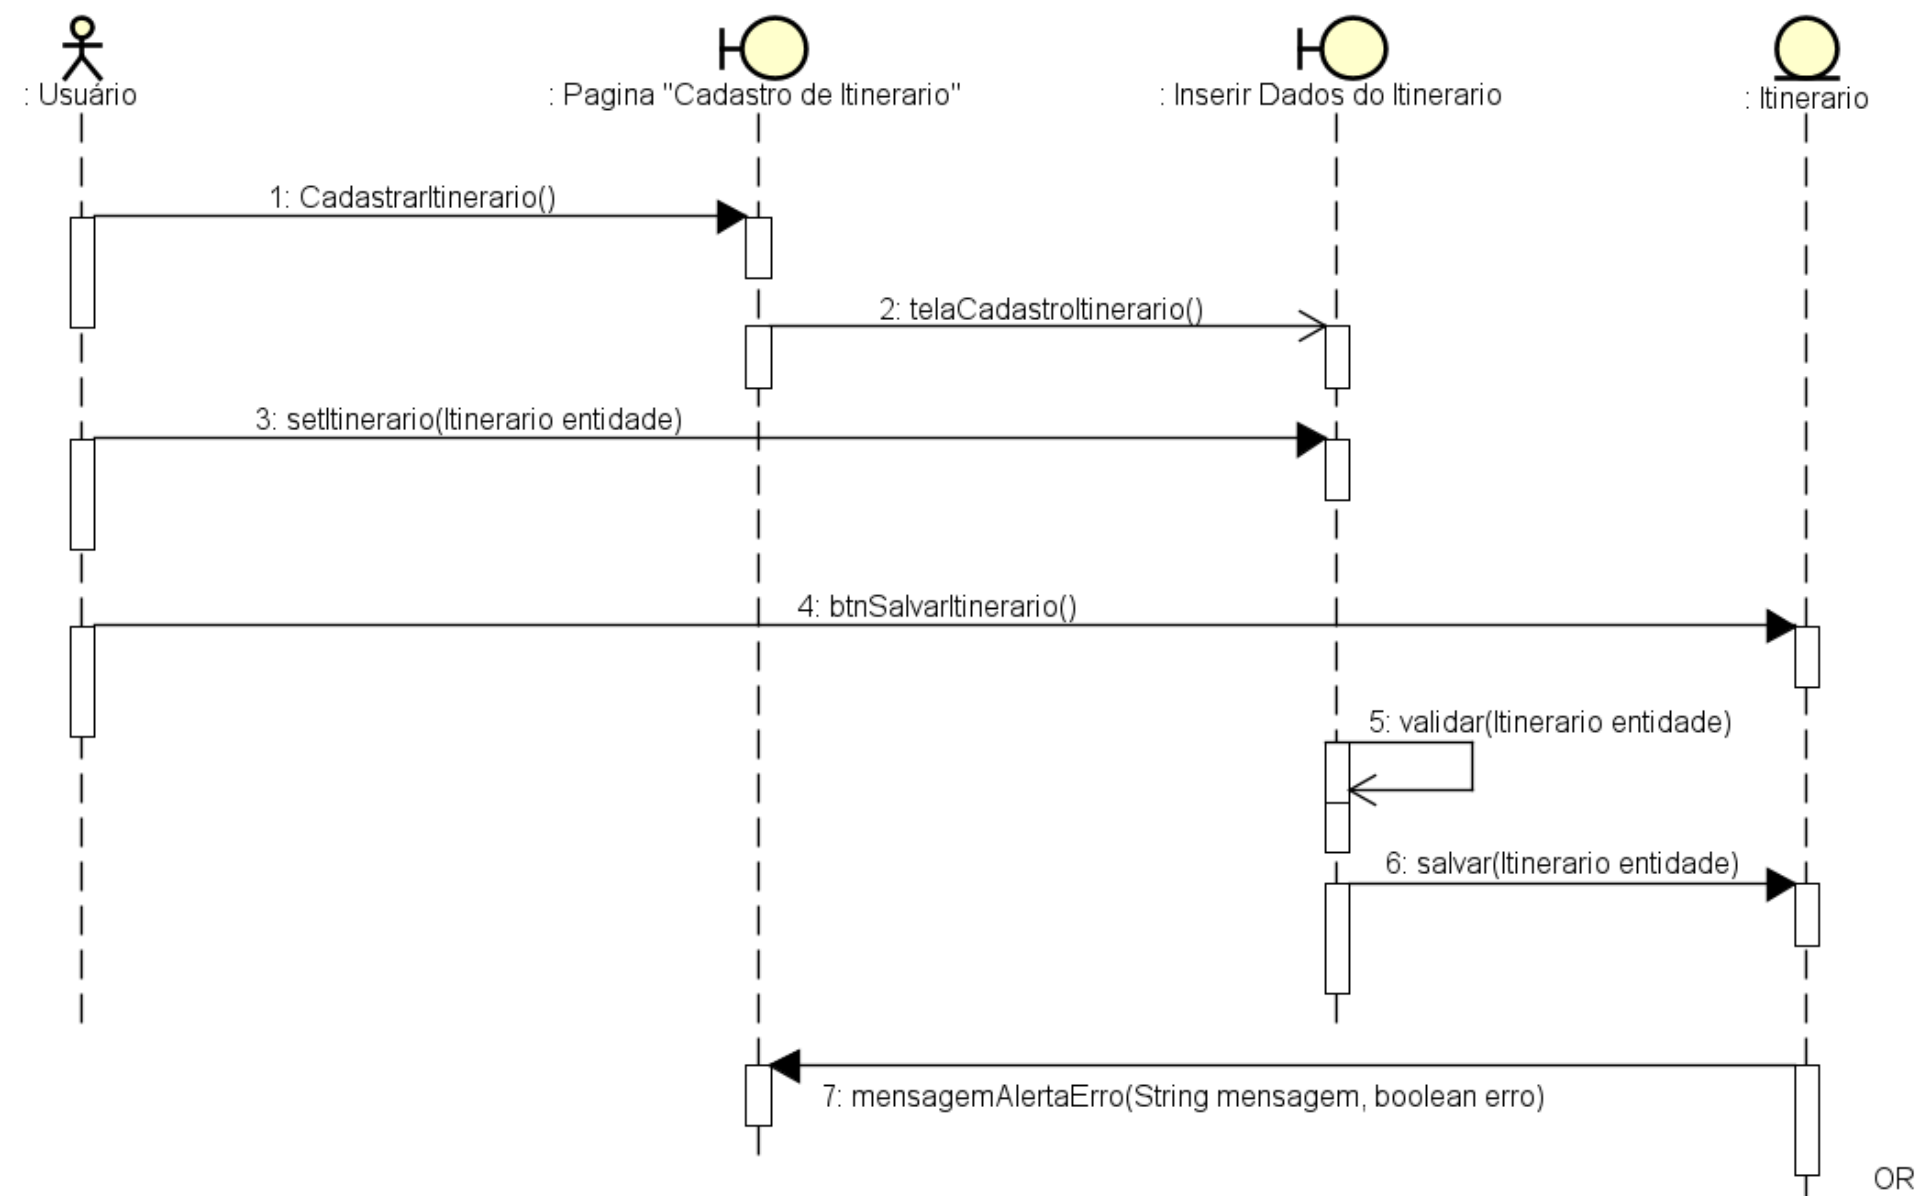 : Usuário
: Pagina "Cadastro de Itinerario"
: Inserir Dados do Itinerario
: Itinerario
1: CadastrarItinerario()
2: telaCadastroItinerario()
3: setItinerario(Itinerario entidade)
4: btnSalvarItinerario()
5: validar(Itinerario entidade)
6: salvar(Itinerario entidade)
7: mensagemAlertaErro(String mensagem, boolean erro)
OR